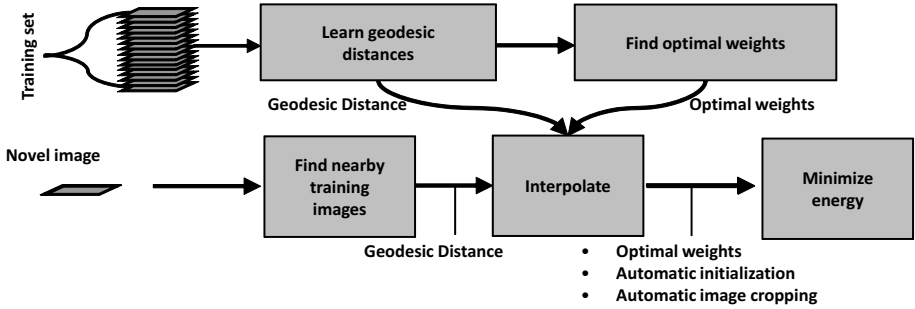 Training set
Learn geodesic
distances
Find optimal weights
Geodesic Distance
Optimal weights
Novel image
Find nearby
training
images
Interpolate
Minimize
energy
Geodesic Distance
• Optimal weights
• Automatic initialization
• Automatic image cropping